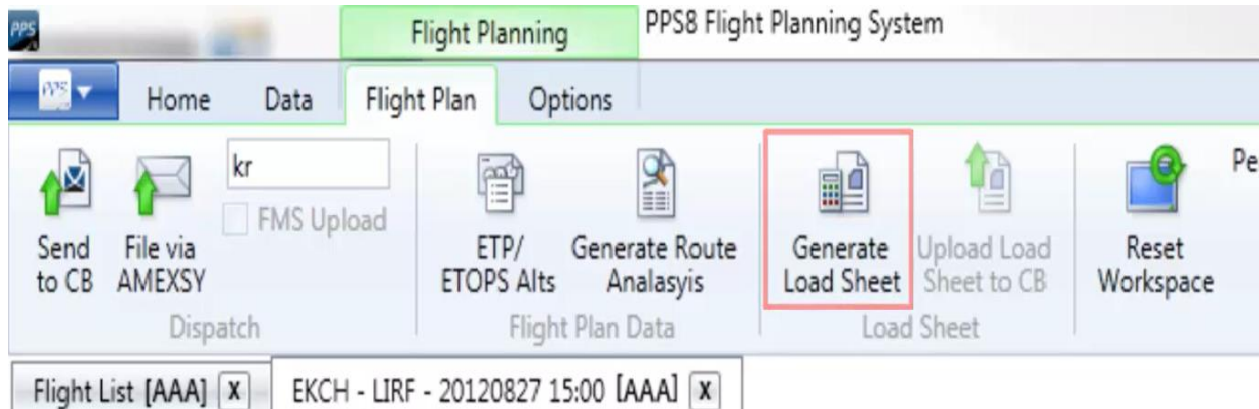 PPS
Flight Planning
PPS8 Flight Planning System
PPS
Home
Data
Flight Plan
Options
kr
FMS Upload
Send
to CB
File via
AMEXSY
ETP/
ETOPS Alts
Generate Route
Analasyis
Generate
Load Sheet
Upload Load
Sheet to CB
Reset
Workspace
Pe
Dispatch
Flight Plan Data
Load Sheet
Flight List [AAA] x
EKCH - LIRF - 20120827 15:00 [AAA] x